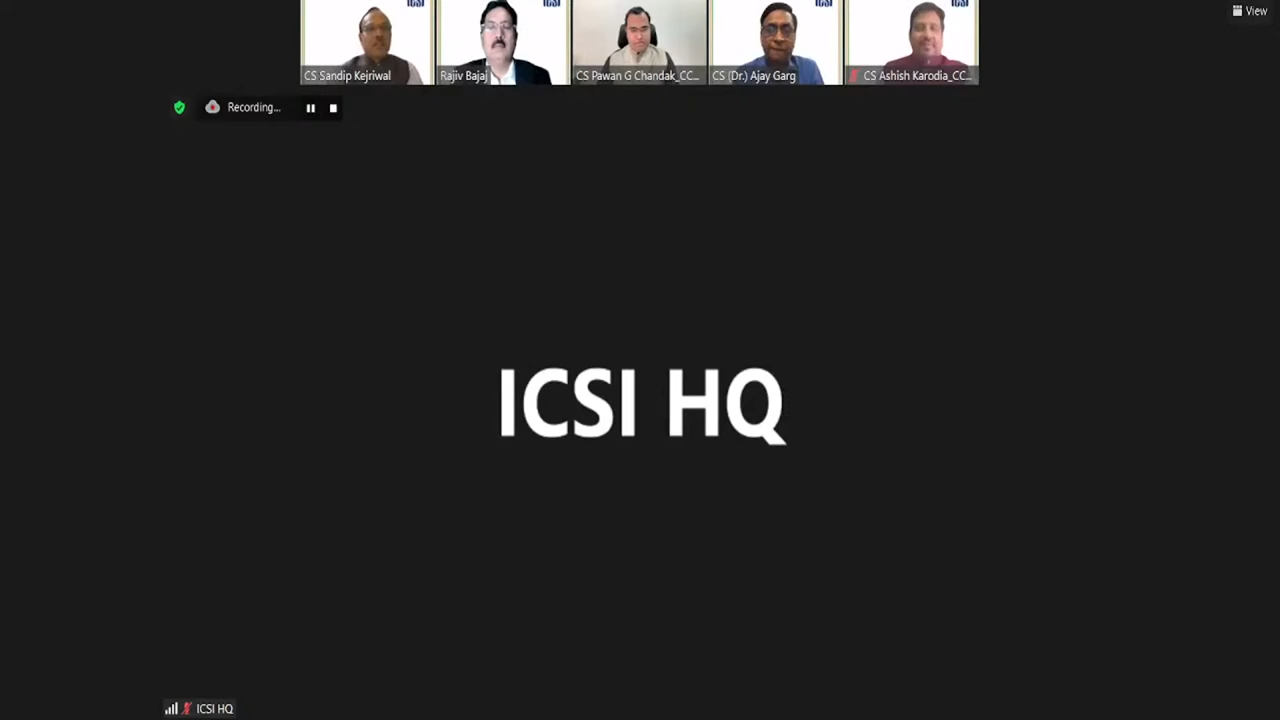 ICSI
ICSI
ICSI
ICSI
View
CS Sandip Kejriwal
Rajiv Bajaj
CS Pawan G Chandak_CC...
CS (Dr.) Ajay Garg
CS Ashish Karodia_CC...
Recording...
ICSI HQ
ICSI HQ